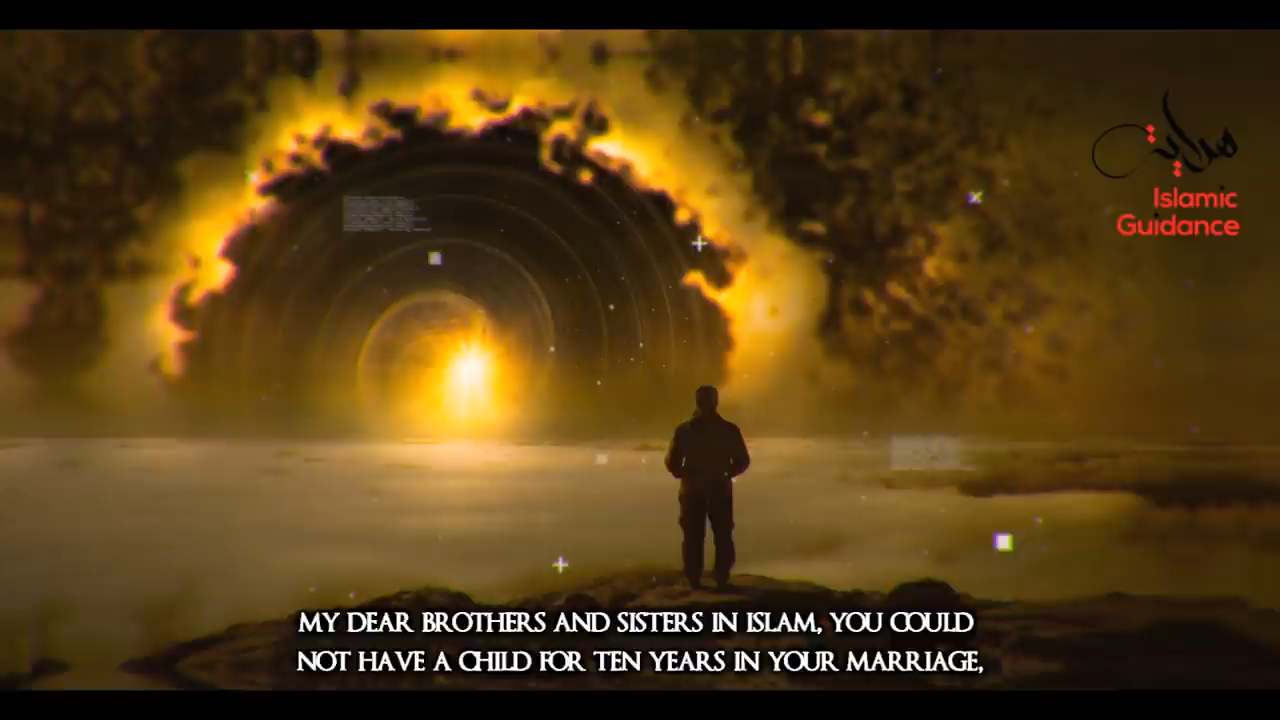 هداية
Islamic
Guidance
MY DEAR BROTHERS AND SISTERS IN ISLAM, YOU COULD
NOT HAVE A CHILD FOR TEN YEARS IN YOUR MARRIAGE,